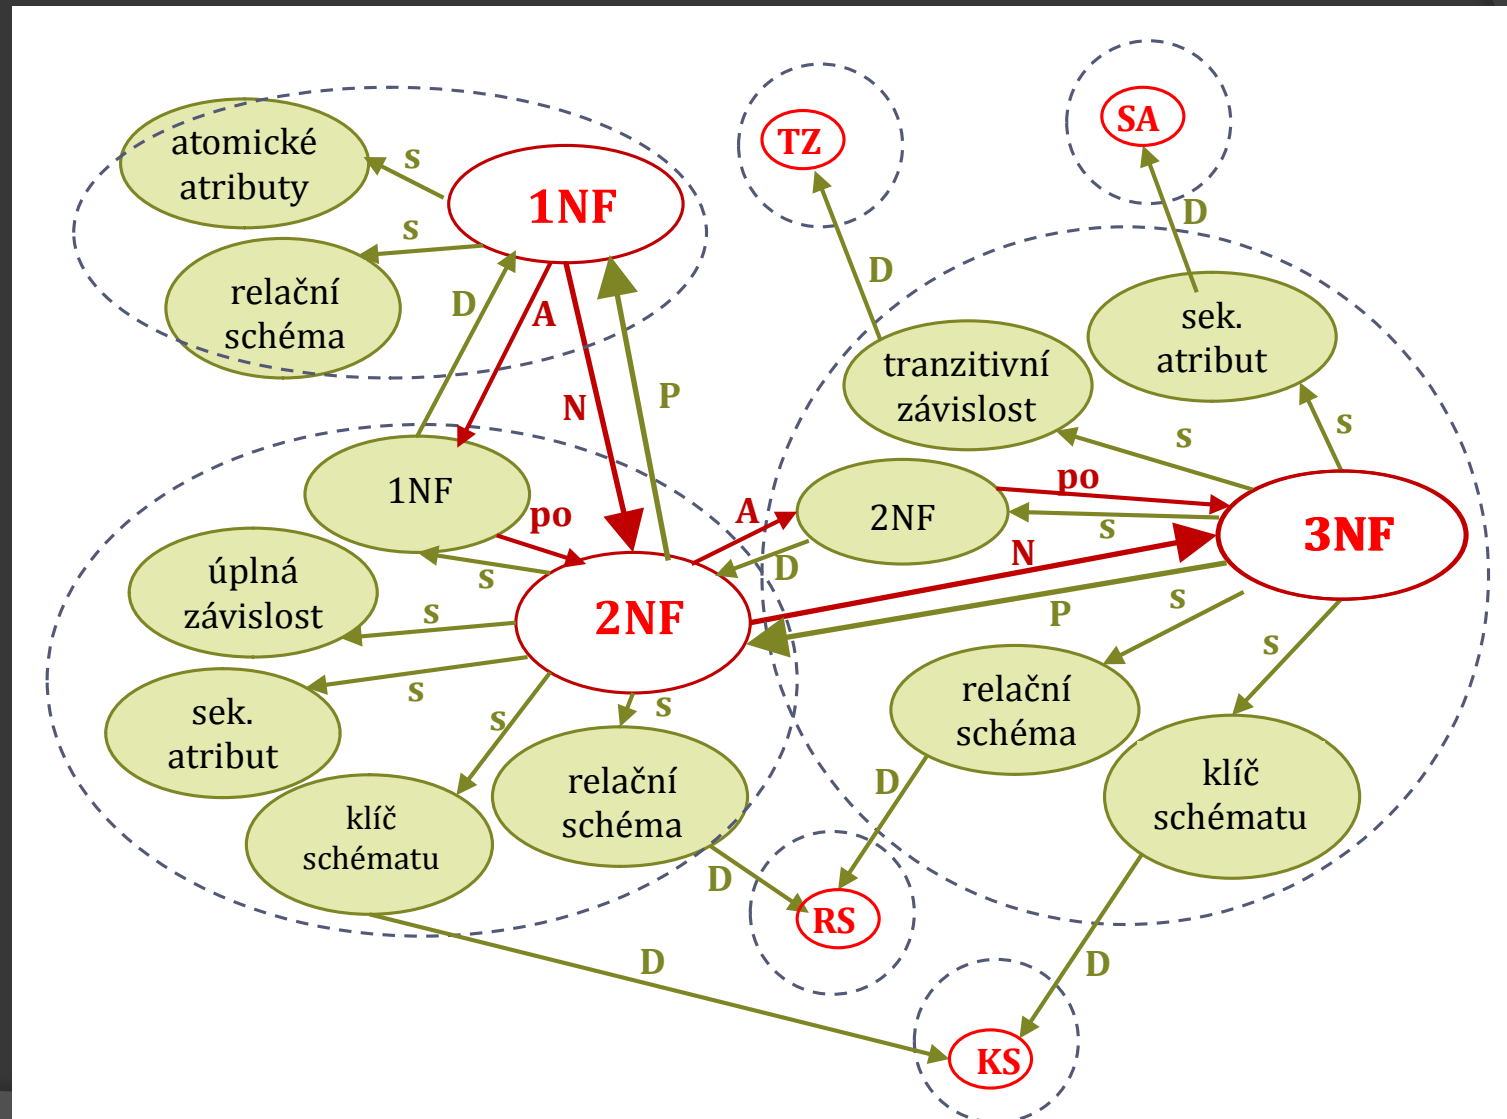 TZ
SA
atomické
atributy
s
1NF
s
D
relační
schéma
D
A
D
sek.
atribut
tranzitivní
závislost
N
P
s
s
1NF
po
2NF
po
A
s
3NF
N
D
úplná
závislost
s
s
2NF
P
s
s
sek.
atribut
s
s
s
relační
schéma
klíč
schématu
relační
schéma
klíč
schématu
D
D
RS
D
D
KS